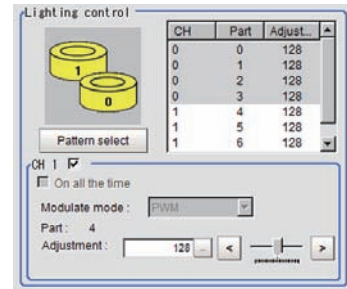 Lighting control
CH Part Adjust...
0 0 128
0 1 128
0 2 128
0 3 128
1 4 128
1 5 128
1 6 128
1
0
Pattern select
CH 1
On all the time
Modulate mode : PWM
Part : 4
Adjustment : 128 ... < >